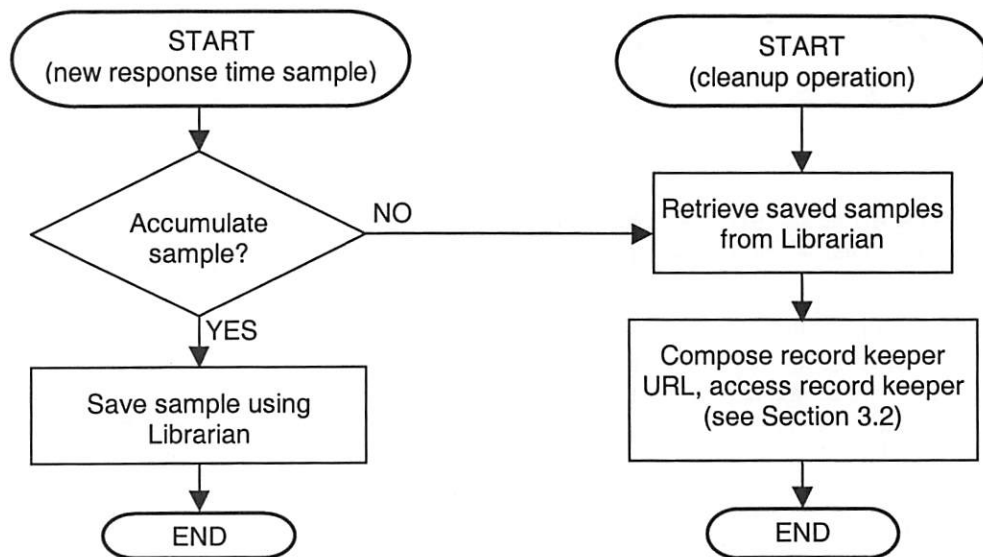 START
(new response time sample)
Accumulate
sample?
NO
YES
Save sample using
Librarian
END
START
(cleanup operation)
Retrieve saved samples
from Librarian
Compose record keeper
URL, access record keeper
(see Section 3.2)
END